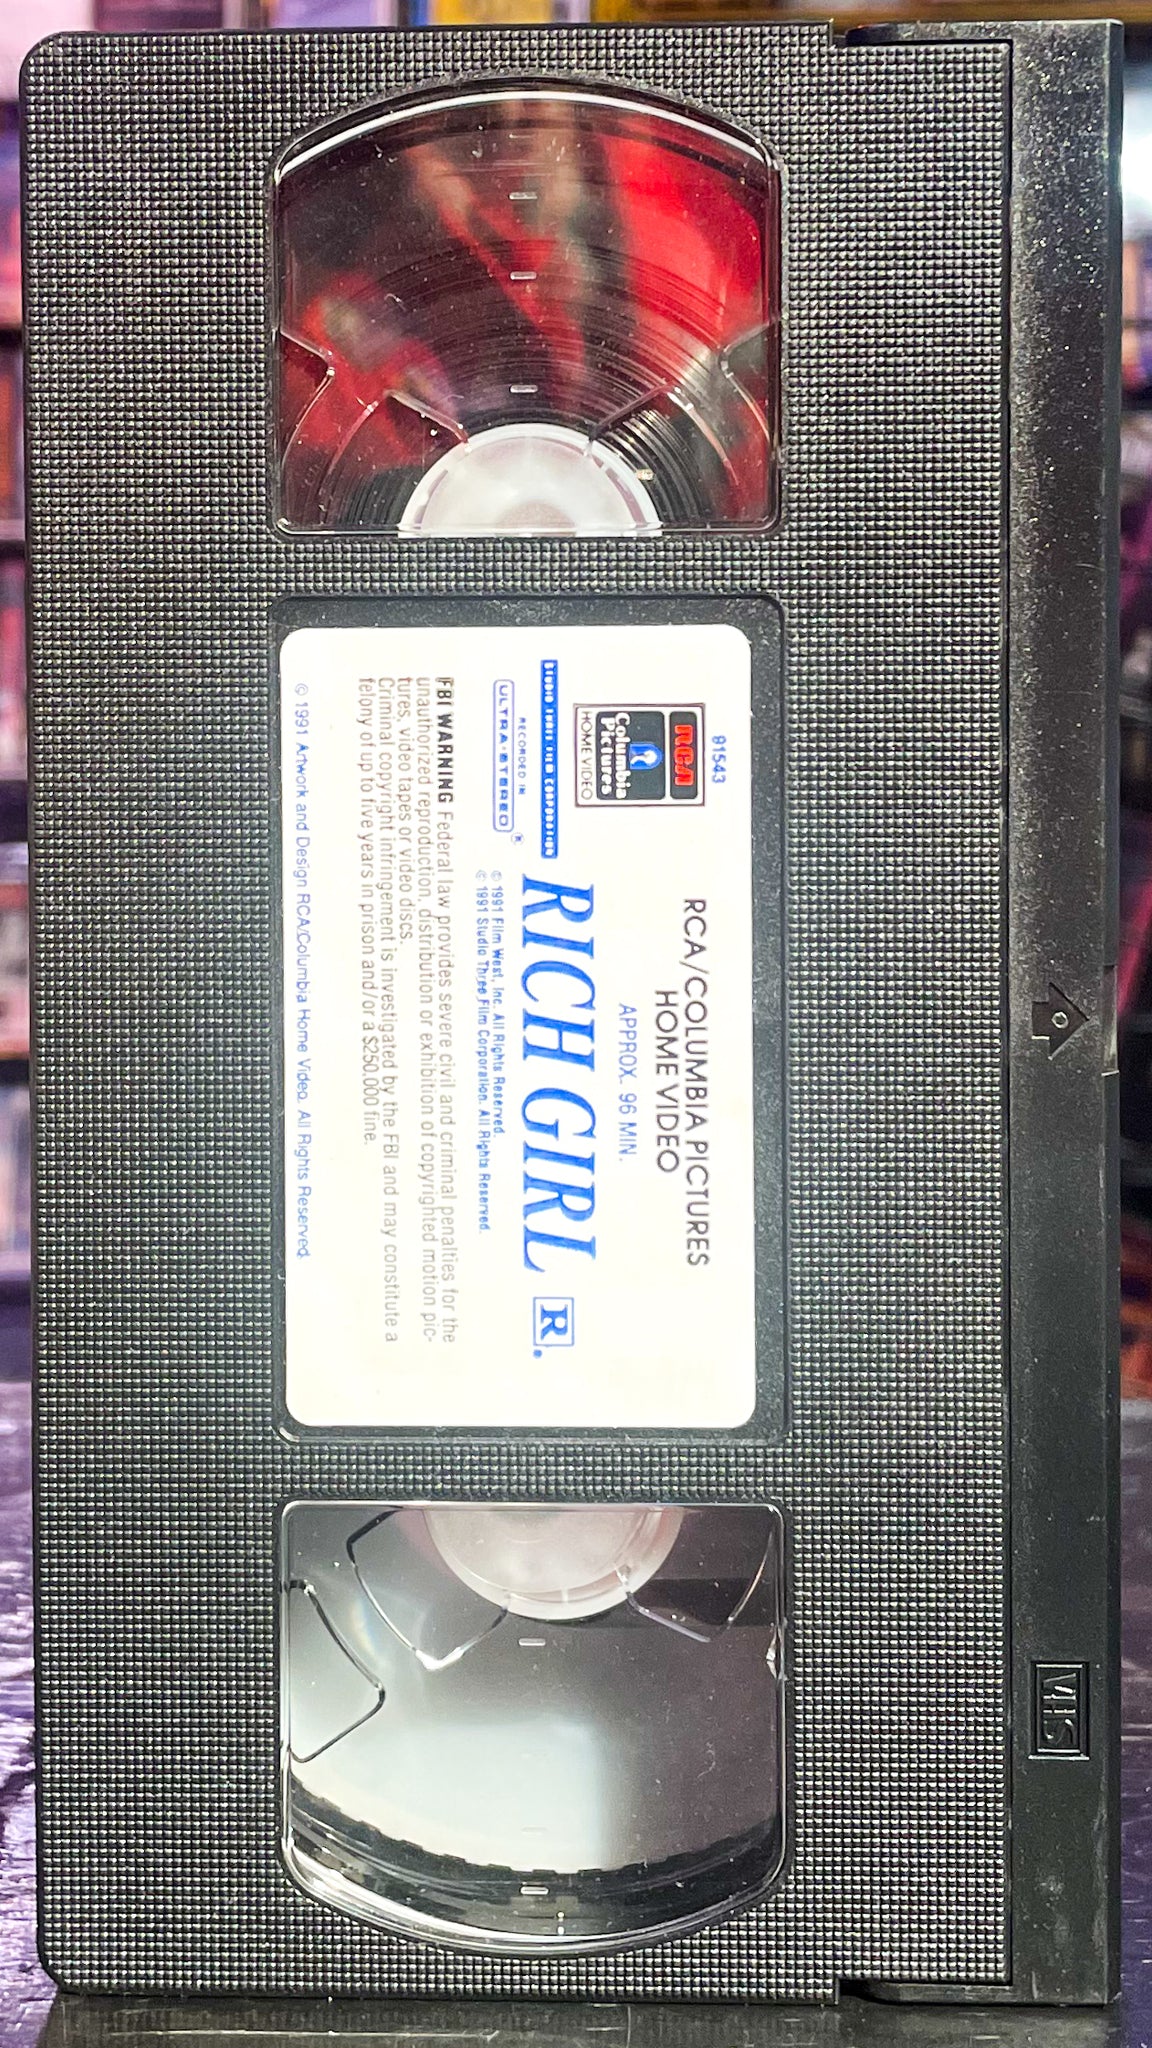 91543
RCA
Columbia
Pictures
HOME VIDEO
RCA/COLUMBIA PICTURES
HOME VIDEO
APPROX. 96 MIN.
STUDIO THREE FILM CORPORATION
RICH GIRL R.
RECORDED IN
ULTRA•STEREO ®
© 1991 Film West, Inc. All Rights Reserved.
© 1991 Studio Three Film Corporation. All Rights Reserved.
FBI WARNING Federal law provides severe civil and criminal penalties for the
unauthorized reproduction, distribution or exhibition of copyrighted motion pic-
tures, video tapes or video discs.
Criminal copyright infringement is investigated by the FBI and may constitute a
felony of up to five years in prison and/or a $250,000 fine.
© 1991 Artwork and Design RCA/Columbia Home Video. All Rights Reserved.
VHS